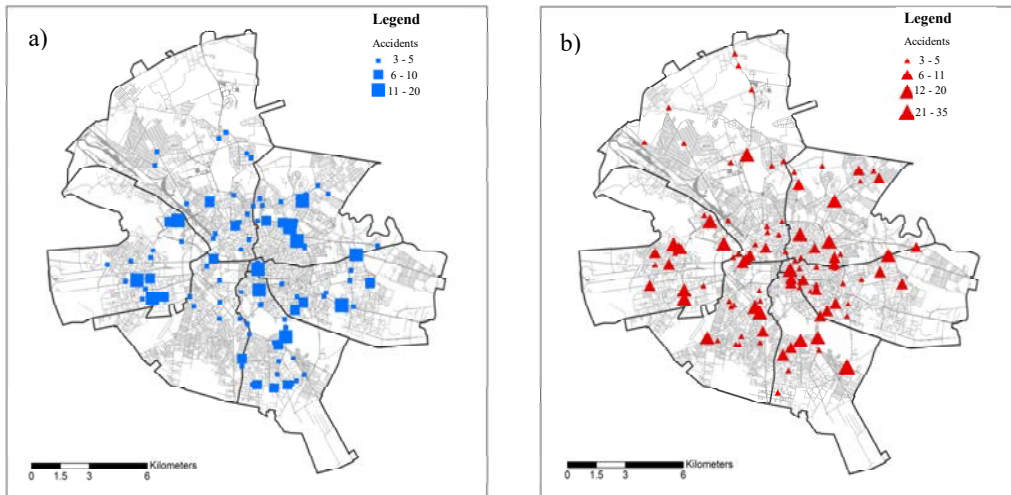 a)
Legend
Accidents
3 - 5
6 - 10
11 - 20
Kilometers
0 1.5 3 6
b)
Legend
Accidents
3 - 5
6 - 11
12 - 20
21 - 35
Kilometers
0 1.5 3 6